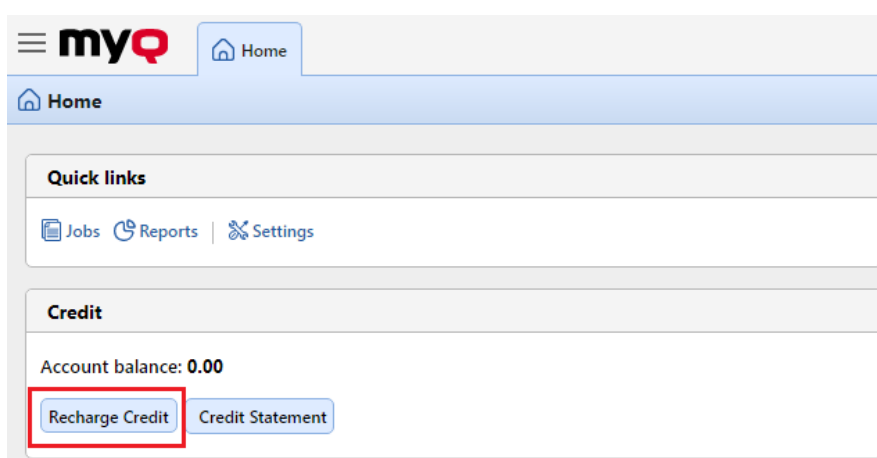 myQ Home
Home
Quick links
Jobs Reports | Settings
Credit
Account balance: 0.00
Recharge Credit Credit Statement